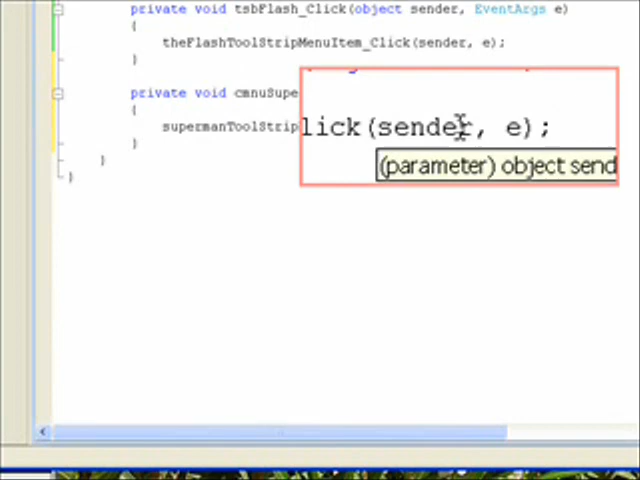 private void tsbFlash_Click(object sender, EventArgs e)
{
theFlashToolStripMenuItem_Click(sender, e);
}
private void cmnuSupe
{
supermanToolStrip
lick(sender, e);
(parameter) object send
}
}
}